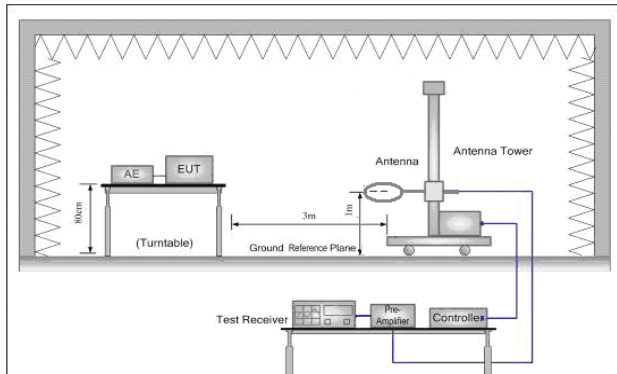 Antenna
Antenna Tower
AE
EUT
80cm
(Turntable)
3m
1m
Ground Reference Plane
Test Receiver
Pre-
Amplifier
Controller